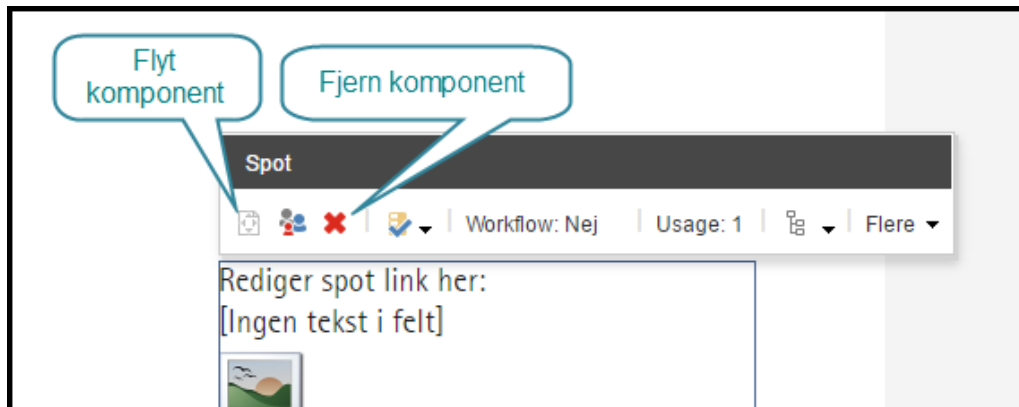 Flyt
komponent
Fjern komponent
Spot
Workflow: Nej Usage: 1 Flere
Rediger spot link her:
[Ingen tekst i felt]